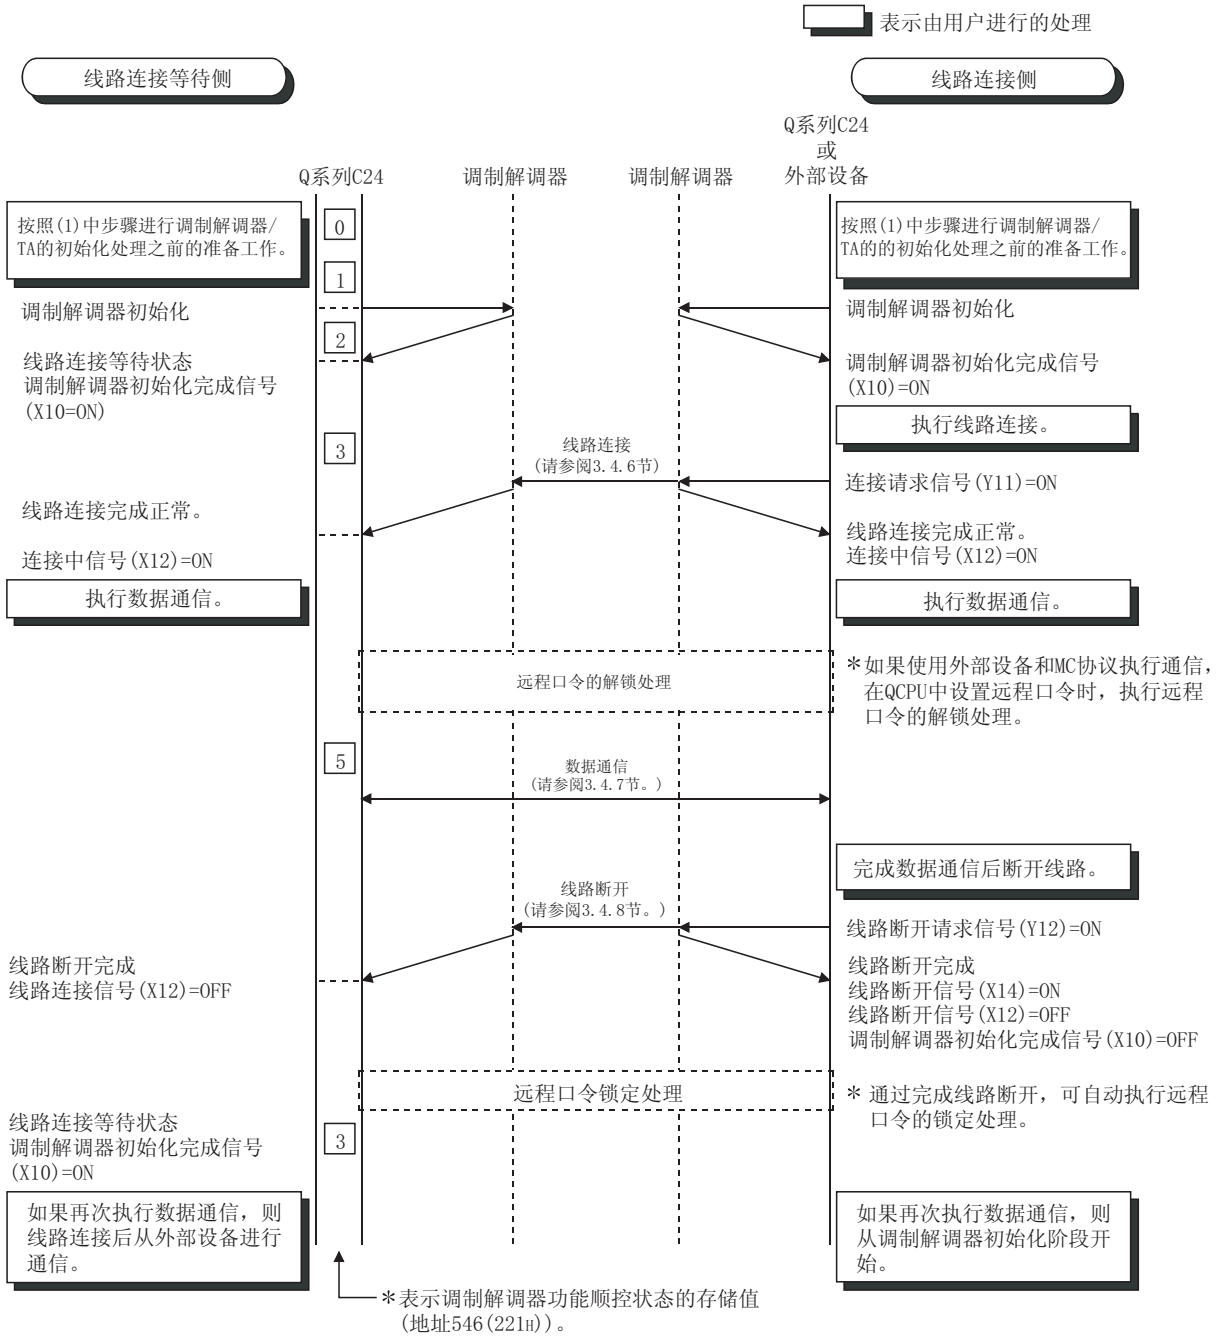 表示由用户进行的处理
线路连接等待侧
线路连接侧
Q系列C24
或
外部设备
Q系列C24
调制解调器
调制解调器
按照(1)中步骤进行调制解调器/
TA的初始化处理之前的准备工作。
0
按照(1)中步骤进行调制解调器/
TA的的初始化处理之前的准备工作。
1
调制解调器初始化
调制解调器初始化
2
线路连接等待状态
调制解调器初始化完成信号
(X10=ON)
调制解调器初始化完成信号
(X10)=ON
执行线路连接。
3
线路连接
(请参阅3.4.6节)
连接请求信号(Y11)=ON
线路连接完成正常。
线路连接完成正常。
连接中信号(X12)=ON
连接中信号(X12)=ON
执行数据通信。
执行数据通信。
远程口令的解锁处理
*如果使用外部设备和MC协议执行通信，
在QCPU中设置远程口令时，执行远程
口令的解锁处理。
5
数据通信
(请参阅3.4.7节。)
完成数据通信后断开线路。
线路断开
(请参阅3.4.8节。)
线路断开请求信号(Y12)=ON
线路断开完成
线路连接信号(X12)=OFF
线路断开完成
线路断开信号(X14)=ON
线路断开信号(X12)=OFF
调制解调器初始化完成信号(X10)=OFF
远程口令锁定处理
* 通过完成线路断开，可自动执行远程
口令的锁定处理。
线路连接等待状态
调制解调器初始化完成信号
(X10)=ON
3
如果再次执行数据通信，则
线路连接后从外部设备进行
通信。
如果再次执行数据通信，则
从调制解调器初始化阶段开
始。
*表示调制解调器功能顺控状态的存储值
(地址546(221H))。